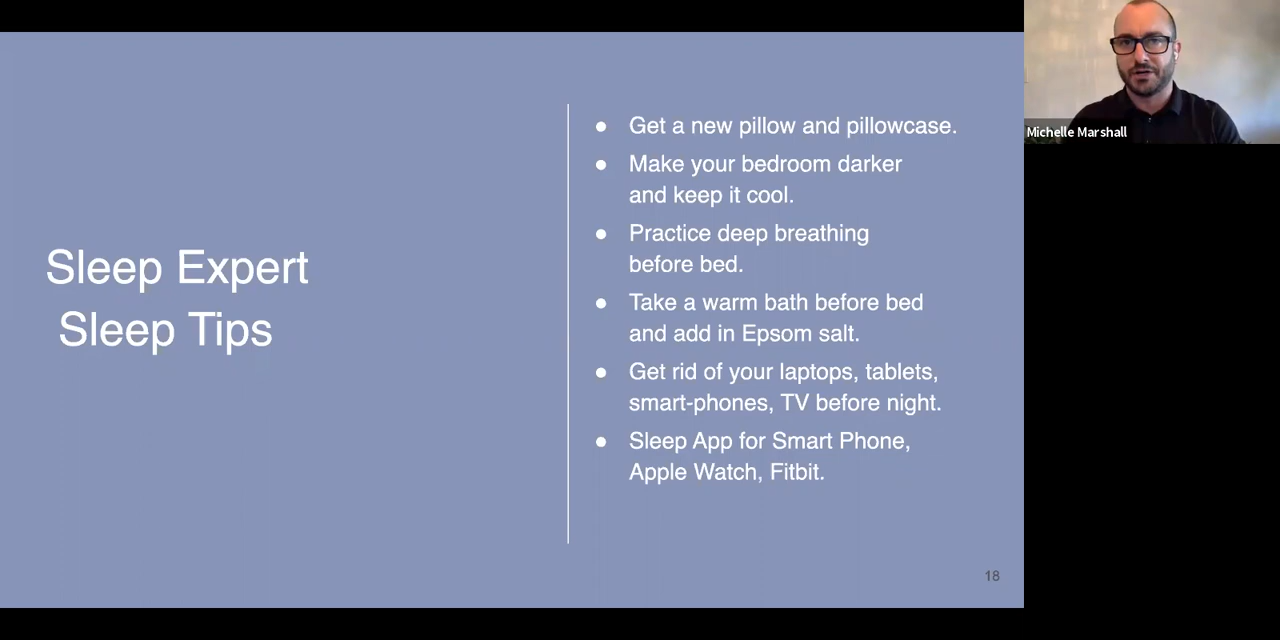 Sleep Expert
Sleep Tips
● Get a new pillow and pillowcase.
● Make your bedroom darker
and keep it cool.
● Practice deep breathing
before bed.
● Take a warm bath before bed
and add in Epsom salt.
● Get rid of your laptops, tablets,
smart-phones, TV before night.
● Sleep App for Smart Phone,
Apple Watch, Fitbit.
18
Michelle Marshall